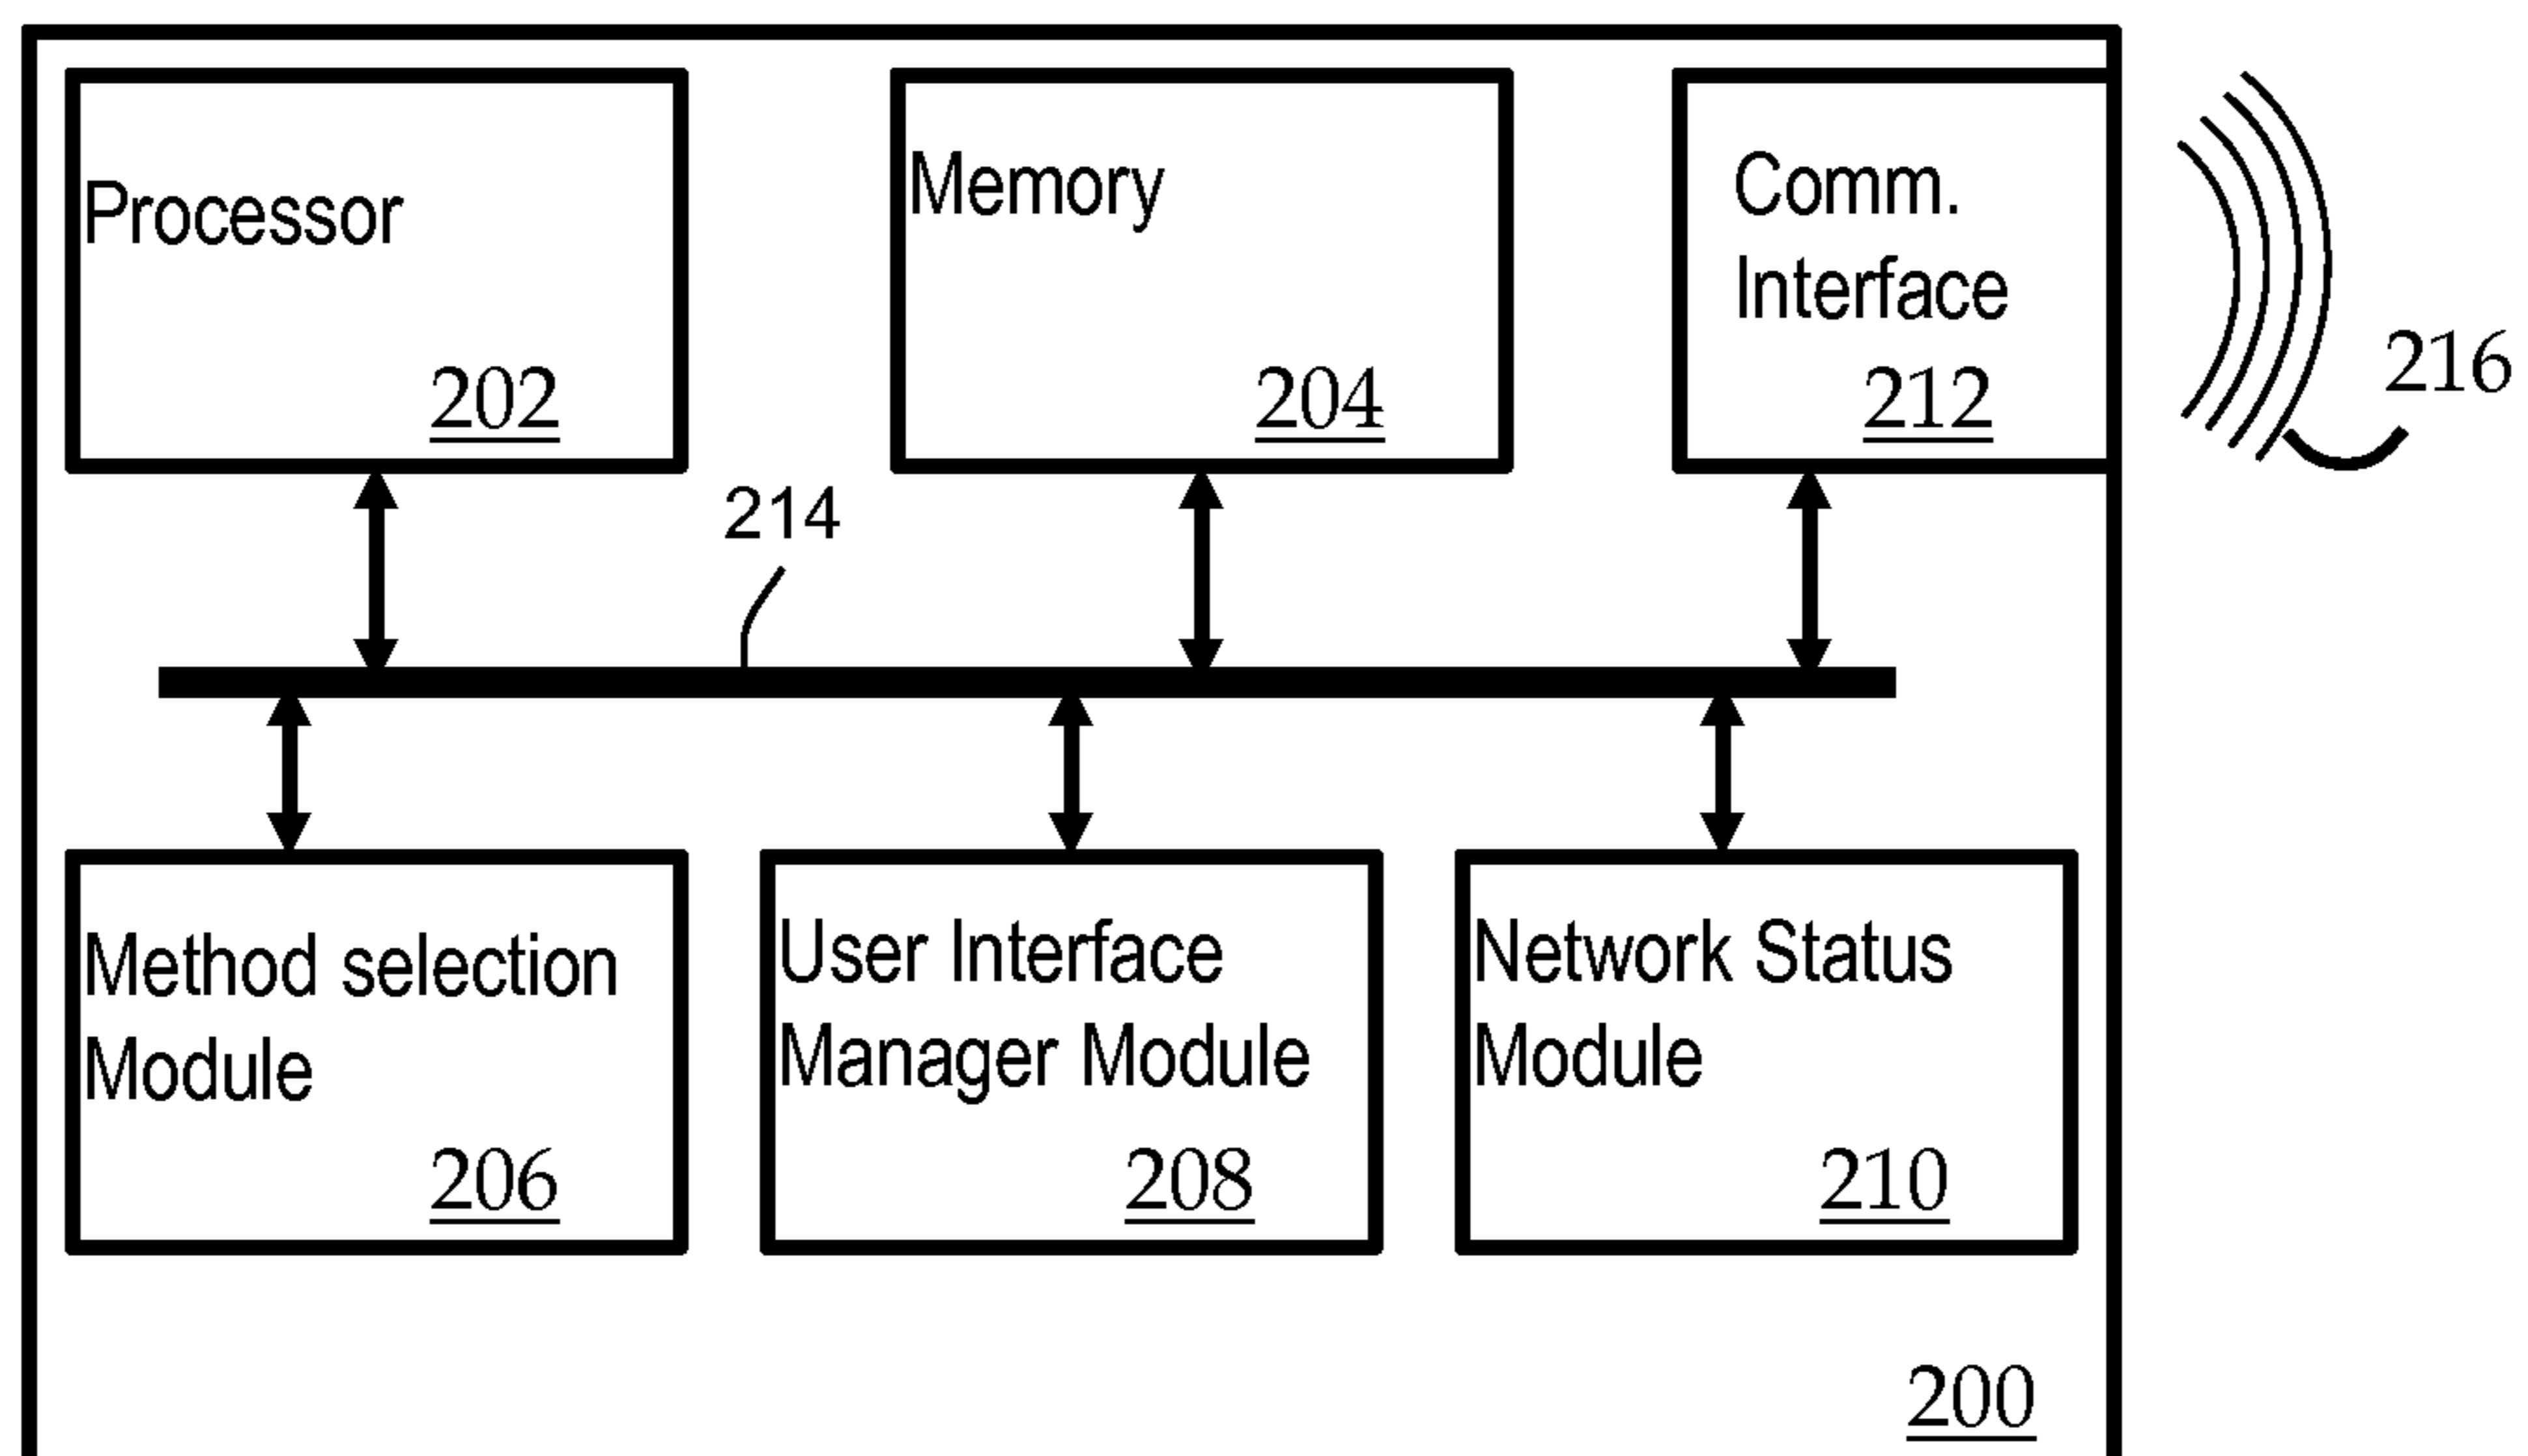 Processor
202
Memory
204
Comm.
Interface
212
216
214
Method selection
Module
206
User Interface
Manager Module
208
Network Status
Module
210
200